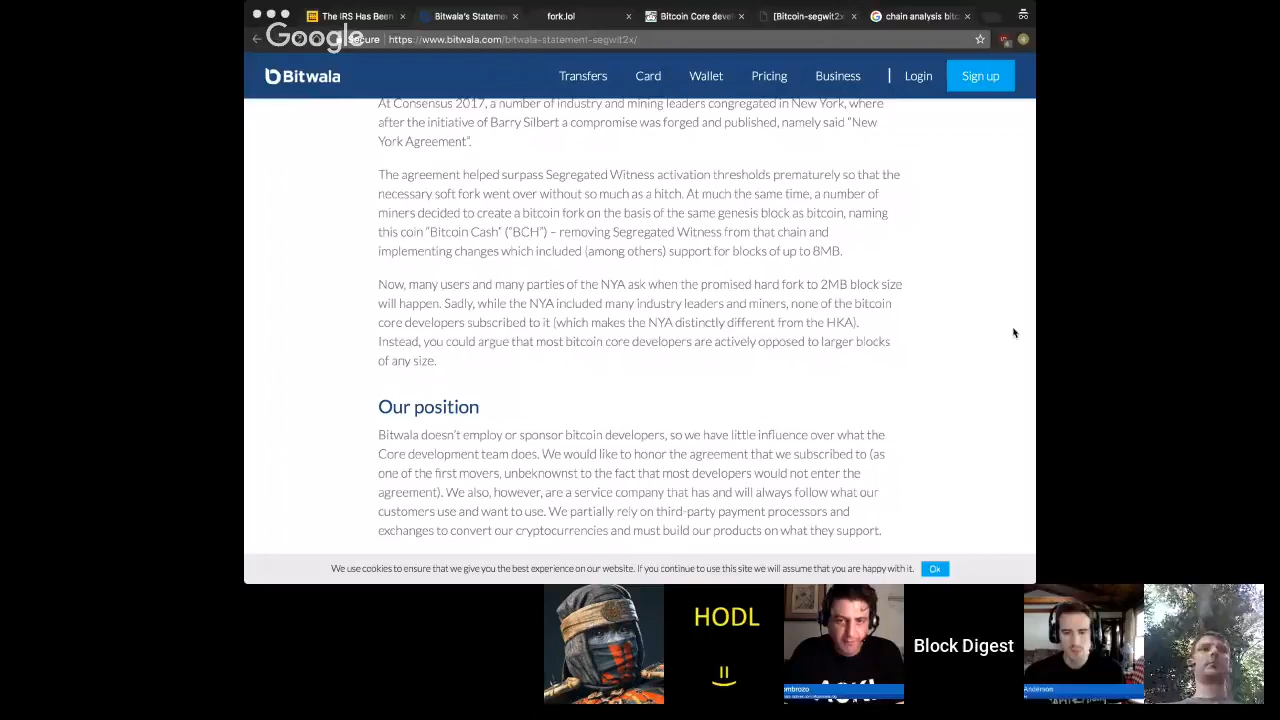 The IRS Has Been
Bitwala's Stateme
fork.lol
Bitcoin Core deve
[Bitcoin-segwit2x
chain analysis bitc
Google
Secure
https://www.bitwala.com/bitwala-statement-segwit2x/
Bitwala
Transfers
Card
Wallet
Pricing
Business
Login
Sign up
At Consensus 2017, a number of industry and mining leaders congregated in New York, where
after the initiative of Barry Silbert a compromise was forged and published, namely said “New
York Agreement”.
The agreement helped surpass Segregated Witness activation thresholds prematurely so that the
necessary soft fork went over without so much as a hitch. At much the same time, a number of
miners decided to create a bitcoin fork on the basis of the same genesis block as bitcoin, naming
this coin “Bitcoin Cash” (“BCH”) – removing Segregated Witness from that chain and
implementing changes which included (among others) support for blocks of up to 8MB.
Now, many users and many parties of the NYA ask when the promised hard fork to 2MB block size
will happen. Sadly, while the NYA included many industry leaders and miners, none of the bitcoin
core developers subscribed to it (which makes the NYA distinctly different from the HKA).
Instead, you could argue that most bitcoin core developers are actively opposed to larger blocks
of any size.
Our position
Bitwala doesn't employ or sponsor bitcoin developers, so we have little influence over what the
Core development team does. We would like to honor the agreement that we subscribed to (as
one of the first movers, unbeknownst to the fact that most developers would not enter the
agreement). We also, however, are a service company that has and will always follow what our
customers use and want to use. We partially rely on third-party payment processors and
exchanges to convert our cryptocurrencies and must build our products on what they support.
We use cookies to ensure that we give you the best experience on our website. If you continue to use this site we will assume that you are happy with it.
Ok
HODL
=)
Block Digest
ombrozo
Anderson